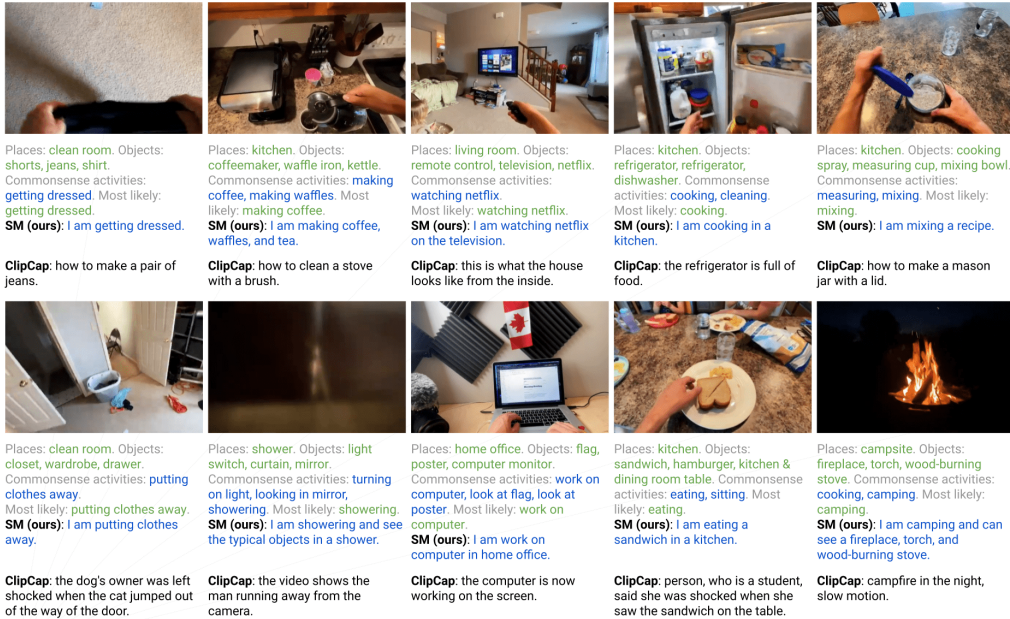 Places: clean room. Objects:
shorts, jeans, shirt.
Commonsense activities:
getting dressed. Most likely:
getting dressed.
SM (ours): I am getting dressed.
ClipCap: how to make a pair of
jeans.
Places: kitchen. Objects:
coffeemaker, waffle iron, kettle.
Commonsense activities: making
coffee, making waffles. Most
likely: making coffee.
SM (ours): I am making coffee,
waffles, and tea.
ClipCap: how to clean a stove
with a brush.
Places: living room. Objects:
remote control, television, netflix.
Commonsense activities:
watching netflix.
Most likely: watching netflix.
SM (ours): I am watching netflix
on the television.
ClipCap: this is what the house
looks like from the inside.
Places: kitchen. Objects:
refrigerator, refrigerator,
dishwasher. Commonsense
activities: cooking, cleaning.
Most likely: cooking.
SM (ours): I am cooking in a
kitchen.
ClipCap: the refrigerator is full of
food.
Places: kitchen. Objects: cooking
spray, measuring cup, mixing bowl.
Commonsense activities:
measuring, mixing. Most likely:
mixing.
SM (ours): I am mixing a recipe.
ClipCap: how to make a mason
jar with a lid.
Places: clean room. Objects:
closet, wardrobe, drawer.
Commonsense activities: putting
clothes away.
Most likely: putting clothes away.
SM (ours): I am putting clothes
away.
ClipCap: the dog's owner was left
shocked when the cat jumped out
of the way of the door.
Places: shower. Objects: light
switch, curtain, mirror.
Commonsense activities: turning
on light, looking in mirror,
showering. Most likely: showering.
SM (ours): I am showering and see
the typical objects in a shower.
ClipCap: the video shows the
man running away from the
camera.
Places: home office. Objects: flag,
poster, computer monitor.
Commonsense activities: work on
computer, look at flag, look at
poster. Most likely: work on
computer.
SM (ours): I am work on
computer in home office.
ClipCap: the computer is now
working on the screen.
Places: kitchen. Objects:
sandwich, hamburger, kitchen &
dining room table. Commonsense
activities: eating, sitting. Most
likely: eating.
SM (ours): I am eating a
sandwich in a kitchen.
ClipCap: person, who is a student,
said she was shocked when she
saw the sandwich on the table.
Places: campsite. Objects:
fireplace, torch, wood-burning
stove. Commonsense activities:
cooking, camping. Most likely:
camping.
SM (ours): I am camping and can
see a fireplace, torch, and
wood-burning stove.
ClipCap: campfire in the night,
slow motion.